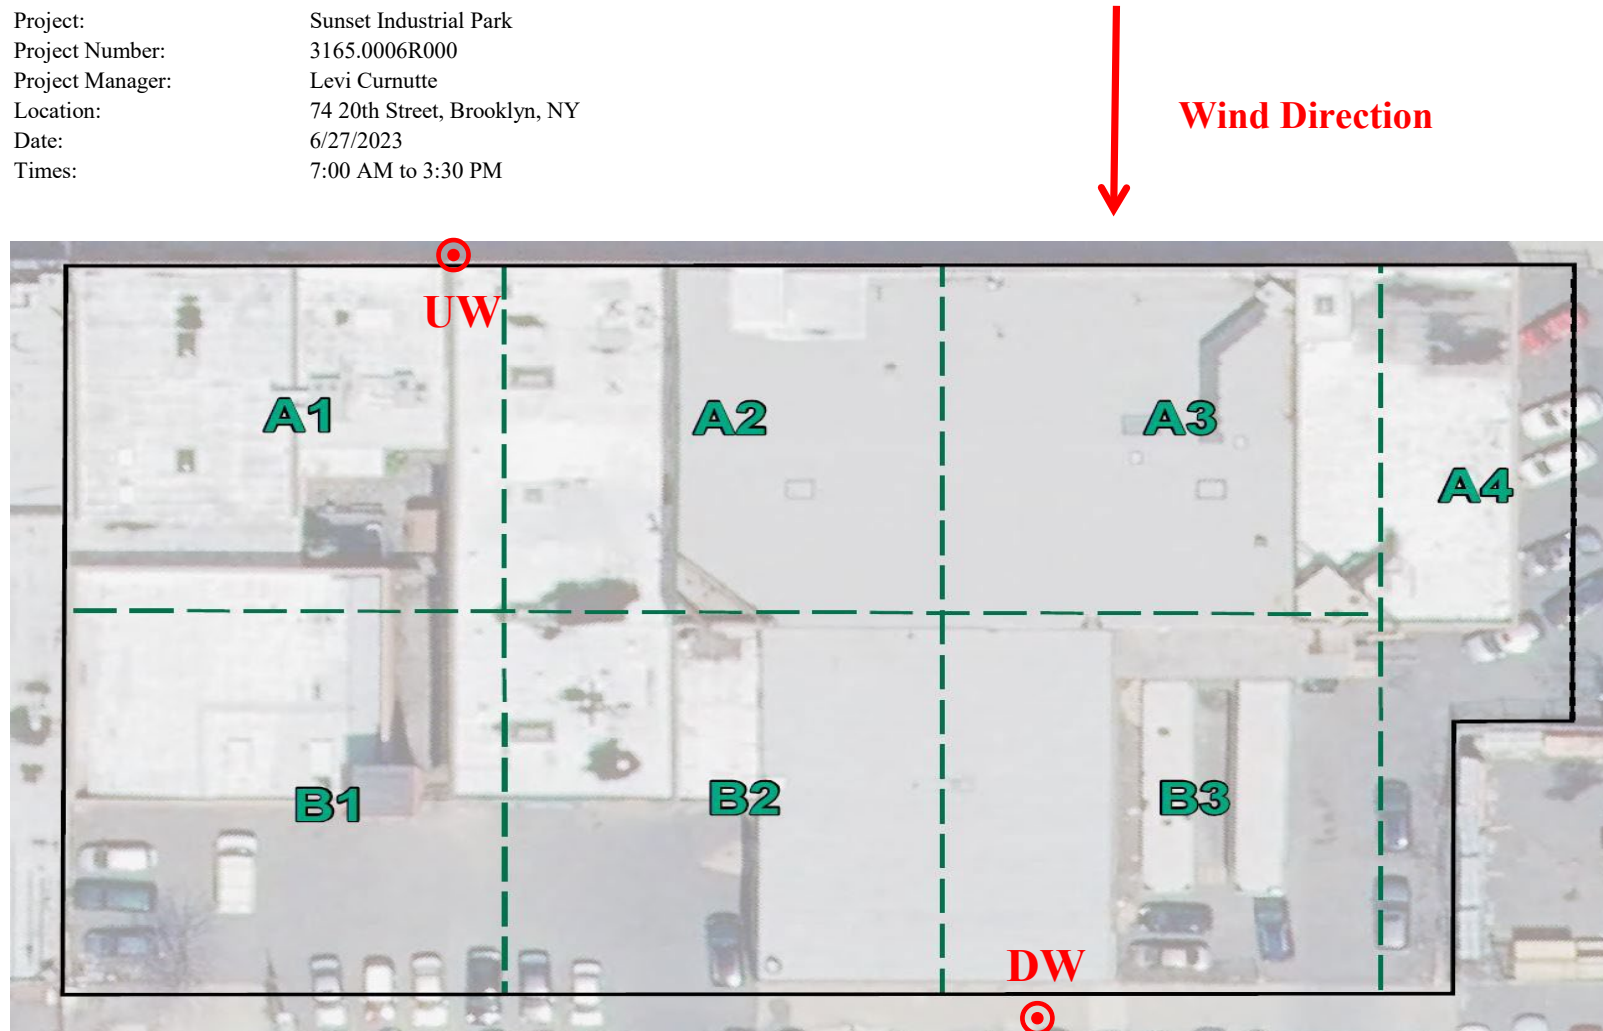 Project: Sunset Industrial Park
Project Number: 3165.0006R000
Project Manager: Levi Curnutte
Location: 74 20th Street, Brooklyn, NY
Date: 6/27/2023
Times: 7:00 AM to 3:30 PM
Wind Direction
UW
A1 A2 A3
A4
B1 B2 B3
DW